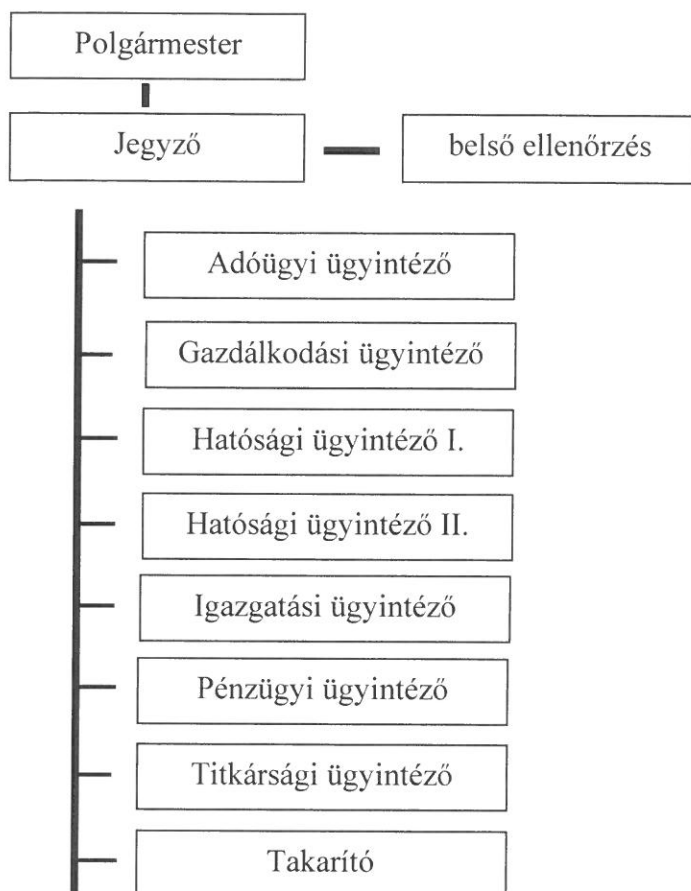 Polgármester
Jegyző
belső ellenőrzés
Adóügyi ügyintéző
Gazdálkodási ügyintéző
Hatósági ügyintéző I.
Hatósági ügyintéző II.
Igazgatási ügyintéző
Pénzügyi ügyintéző
Titkársági ügyintéző
Takarító